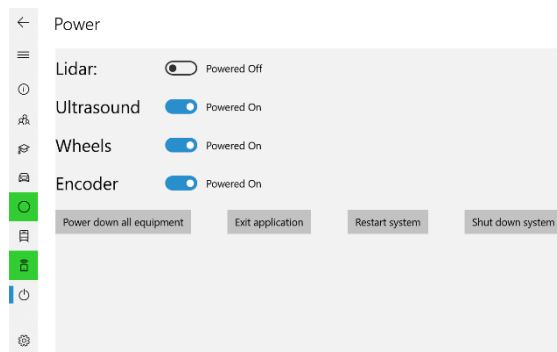 Power
Lidar: Powered Off
Ultrasound Powered On
Wheels Powered On
Encoder Powered On
Power down all equipment Exit application Restart system Shut down system